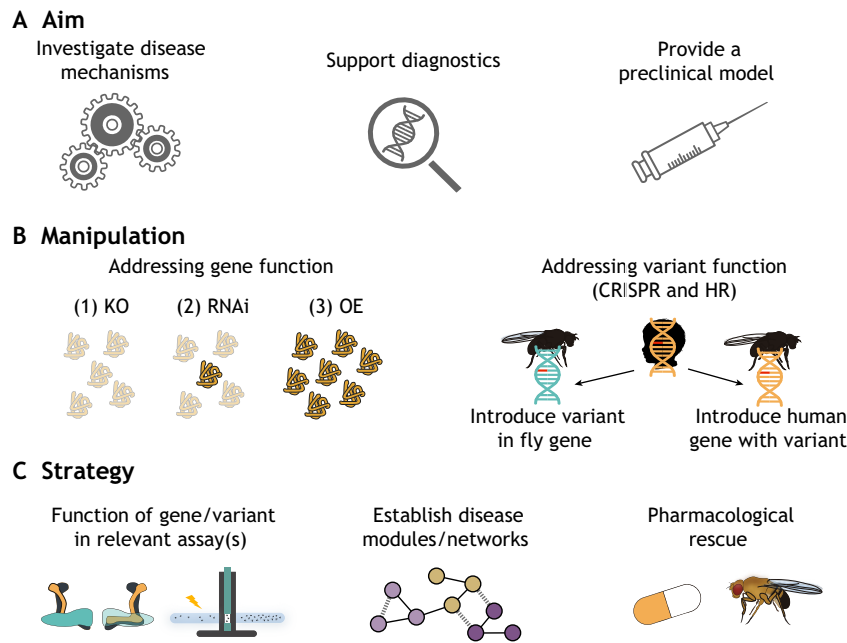 A Aim
Investigate disease
mechanisms
Support diagnostics
Provide a
preclinical model
B Manipulation
Addressing gene function
(1) KO
(2) RNAi
(3) OE
Addressing variant function
(CRISPR and HR)
Introduce variant
in fly gene
Introduce human
gene with variant
C Strategy
Function of gene/variant
in relevant assay(s)
Establish disease
modules/networks
Pharmacological
rescue